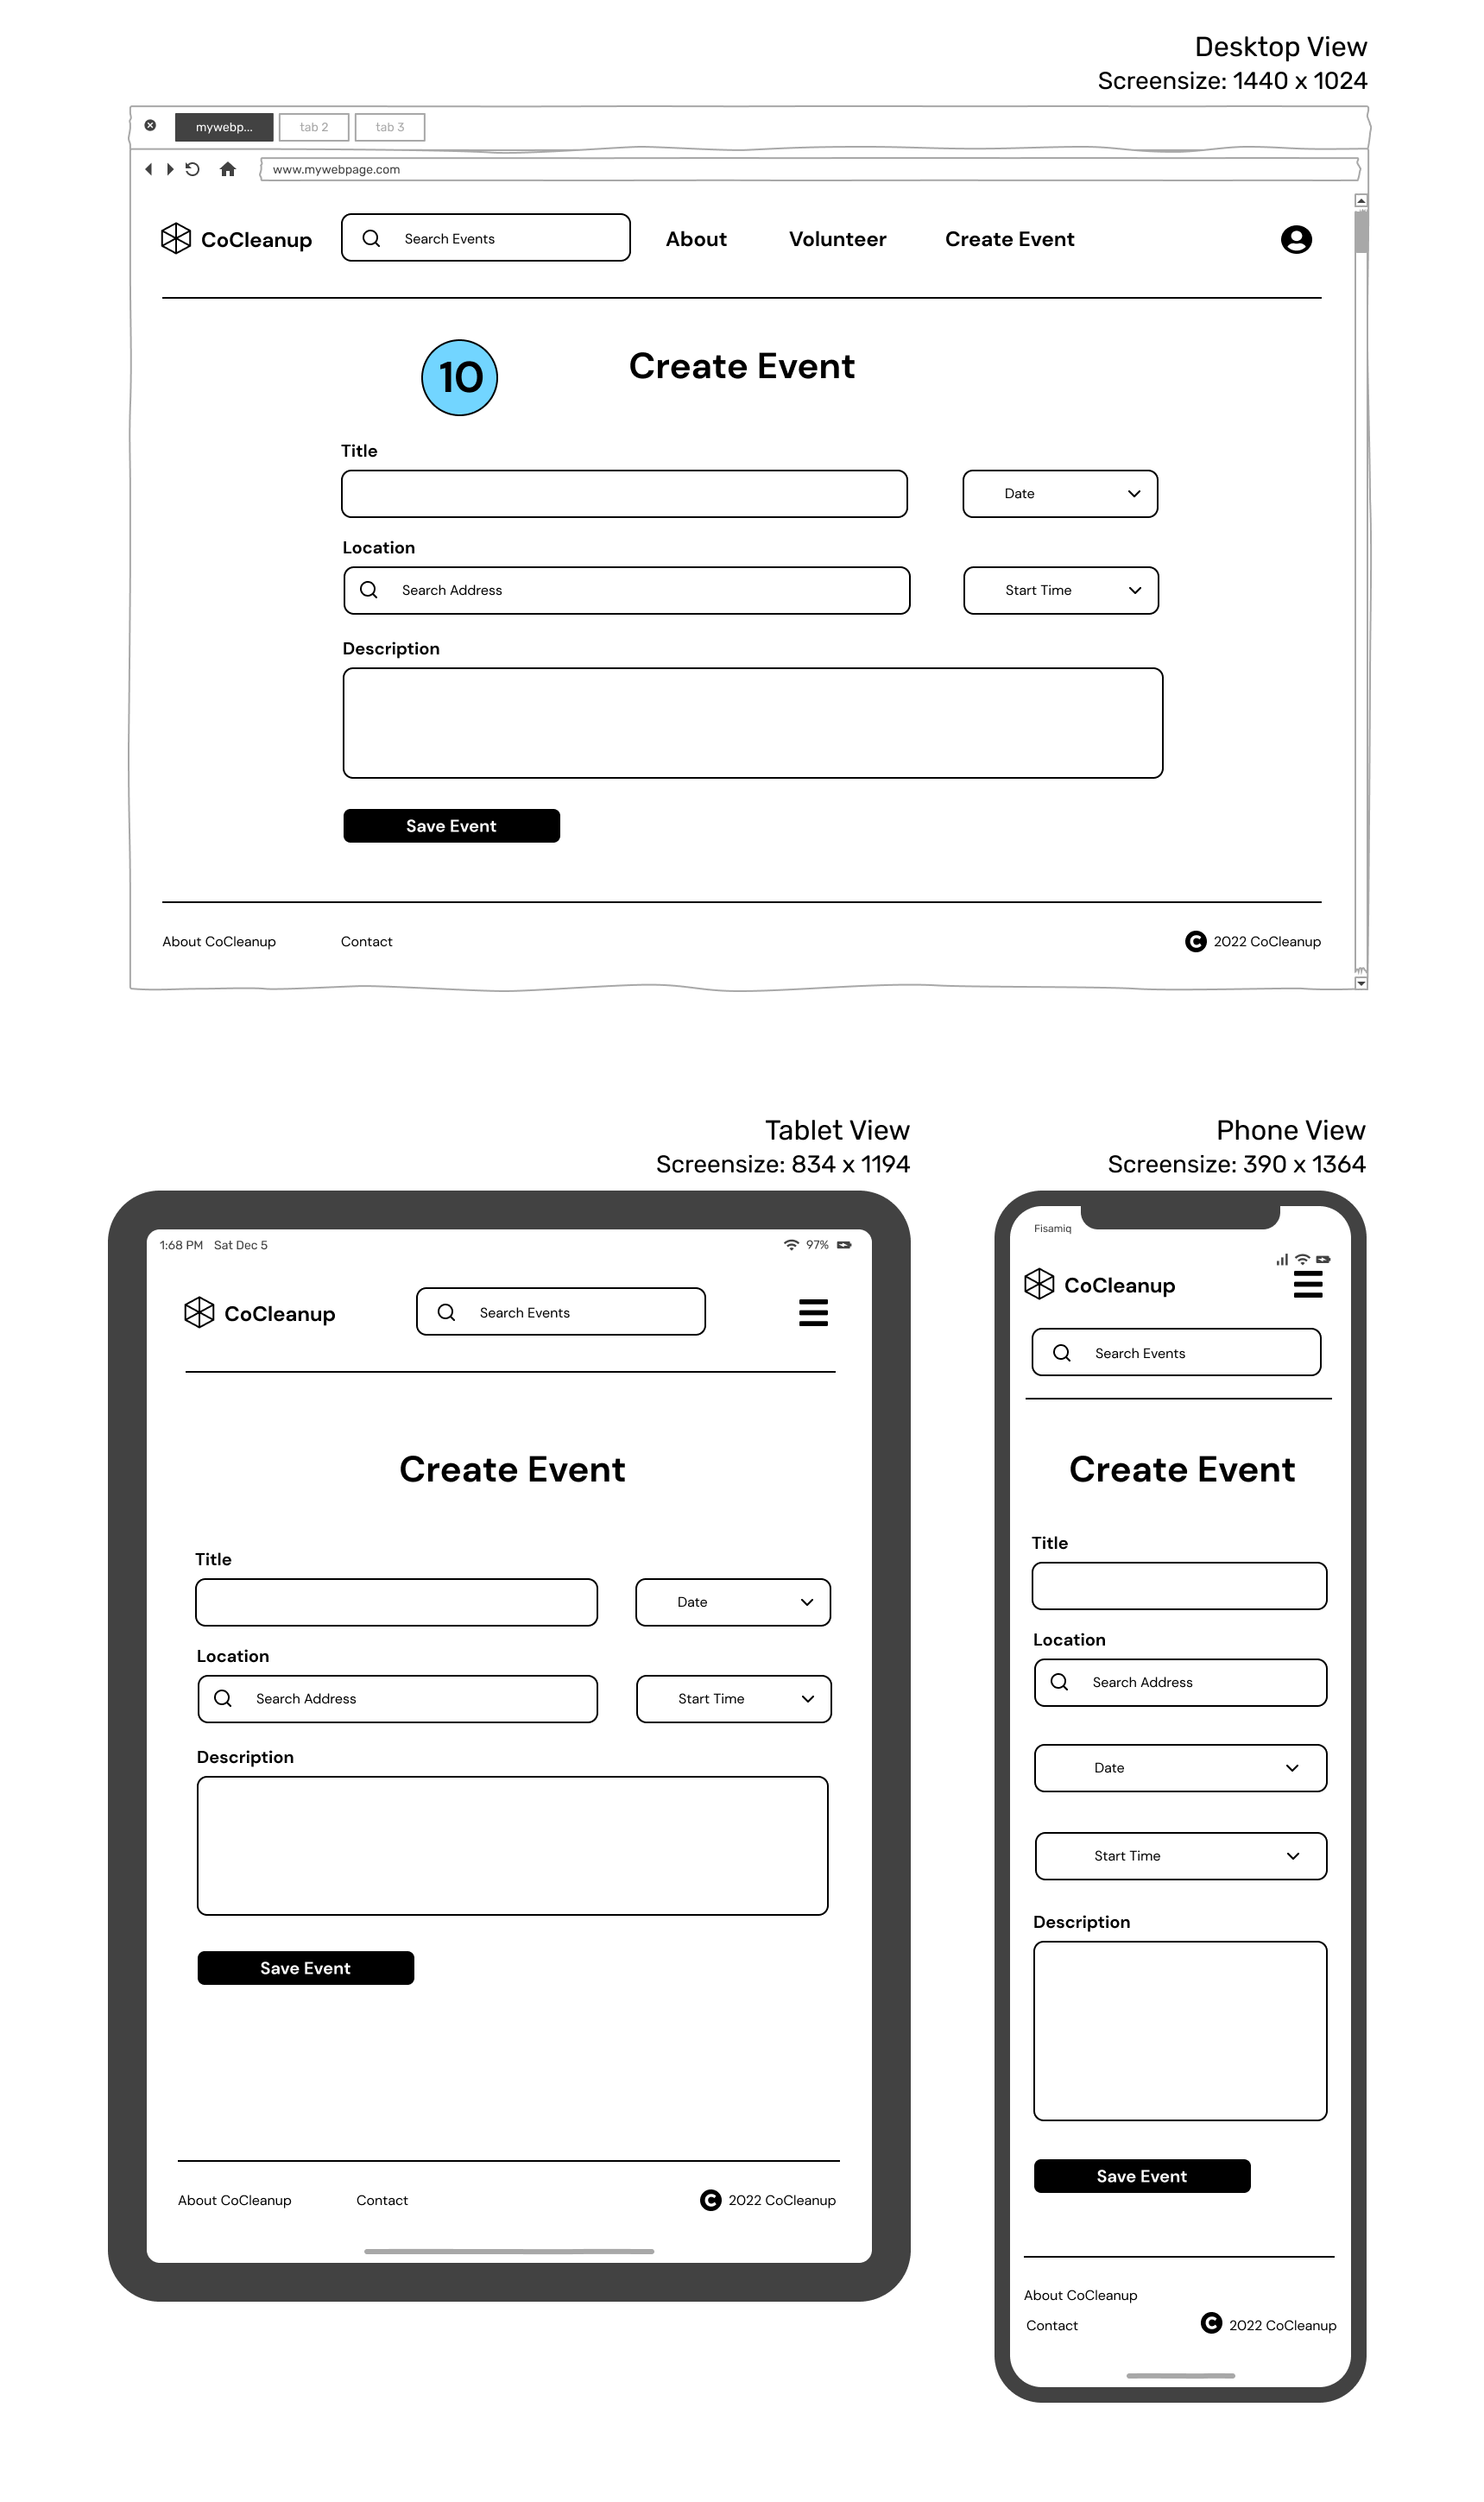 Desktop View
Screensize: 1440 x 1024
mywebp... tab 2 tab 3
www.mywebpage.com
CoCleanup Search Events About Volunteer Create Event
10 Create Event
Title
Date
Location
Search Address Start Time
Description
Save Event
About CoCleanup Contact C 2022 CoCleanup
Tablet View
Screensize: 834 x 1194
1:68 PM Sat Dec 5 97%
CoCleanup Search Events
Create Event
Title
Date
Location
Search Address Start Time
Description
Save Event
About CoCleanup Contact C 2022 CoCleanup
Phone View
Screensize: 390 x 1364
Fisamiq
CoCleanup
Search Events
Create Event
Title
Location
Search Address
Date
Start Time
Description
Save Event
About CoCleanup
Contact C 2022 CoCleanup